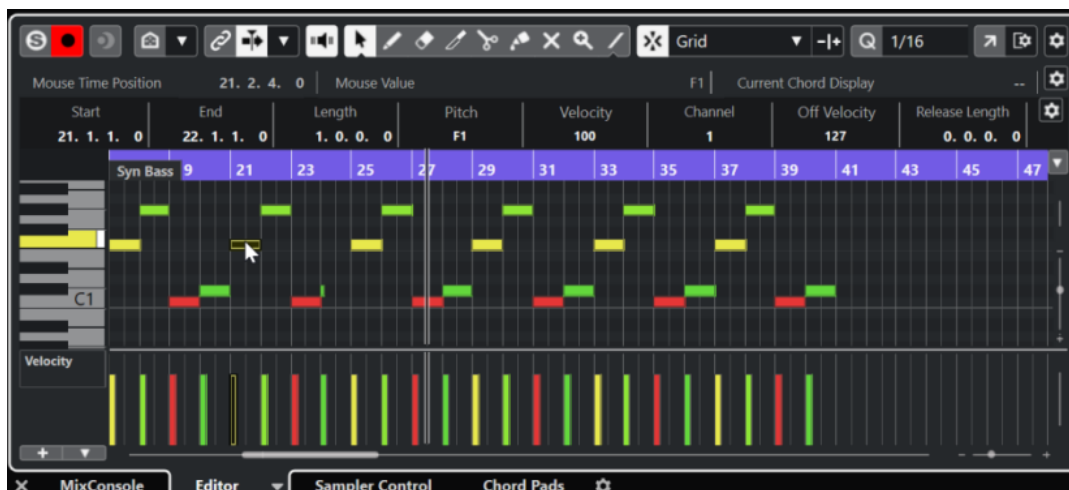 S Grid Q 1/16
Mouse Time Position 21. 2. 4. 0 Mouse Value F1 Current Chord Display --
Start End Length Pitch Velocity Channel Off Velocity Release Length
21. 1. 1. 0 22. 1. 1. 0 1. 0. 0. 0 F1 100 1 127 0. 0. 0. 0
Syn Bass 9 21 23 25 27 29 31 33 35 37 39 41 43 45 47
C1
Velocity
MixConsole Editor Sampler Control Chord Pads